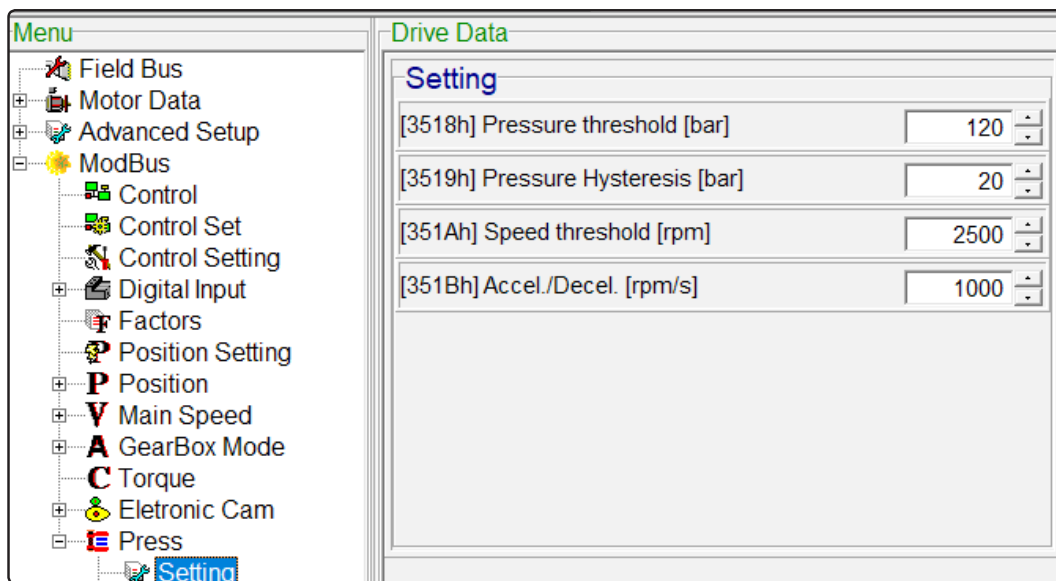 Menu
Field Bus
Motor Data
Advanced Setup
ModBus
Control
Control Set
Control Setting
Digital Input
Factors
Position Setting
P Position
V Main Speed
A GearBox Mode
C Torque
Eletronic Cam
Press
Setting
Drive Data
Setting
[3518h] Pressure threshold [bar] 120
[3519h] Pressure Hysteresis [bar] 20
[351Ah] Speed threshold [rpm] 2500
[351Bh] Accel./Decel. [rpm/s] 1000